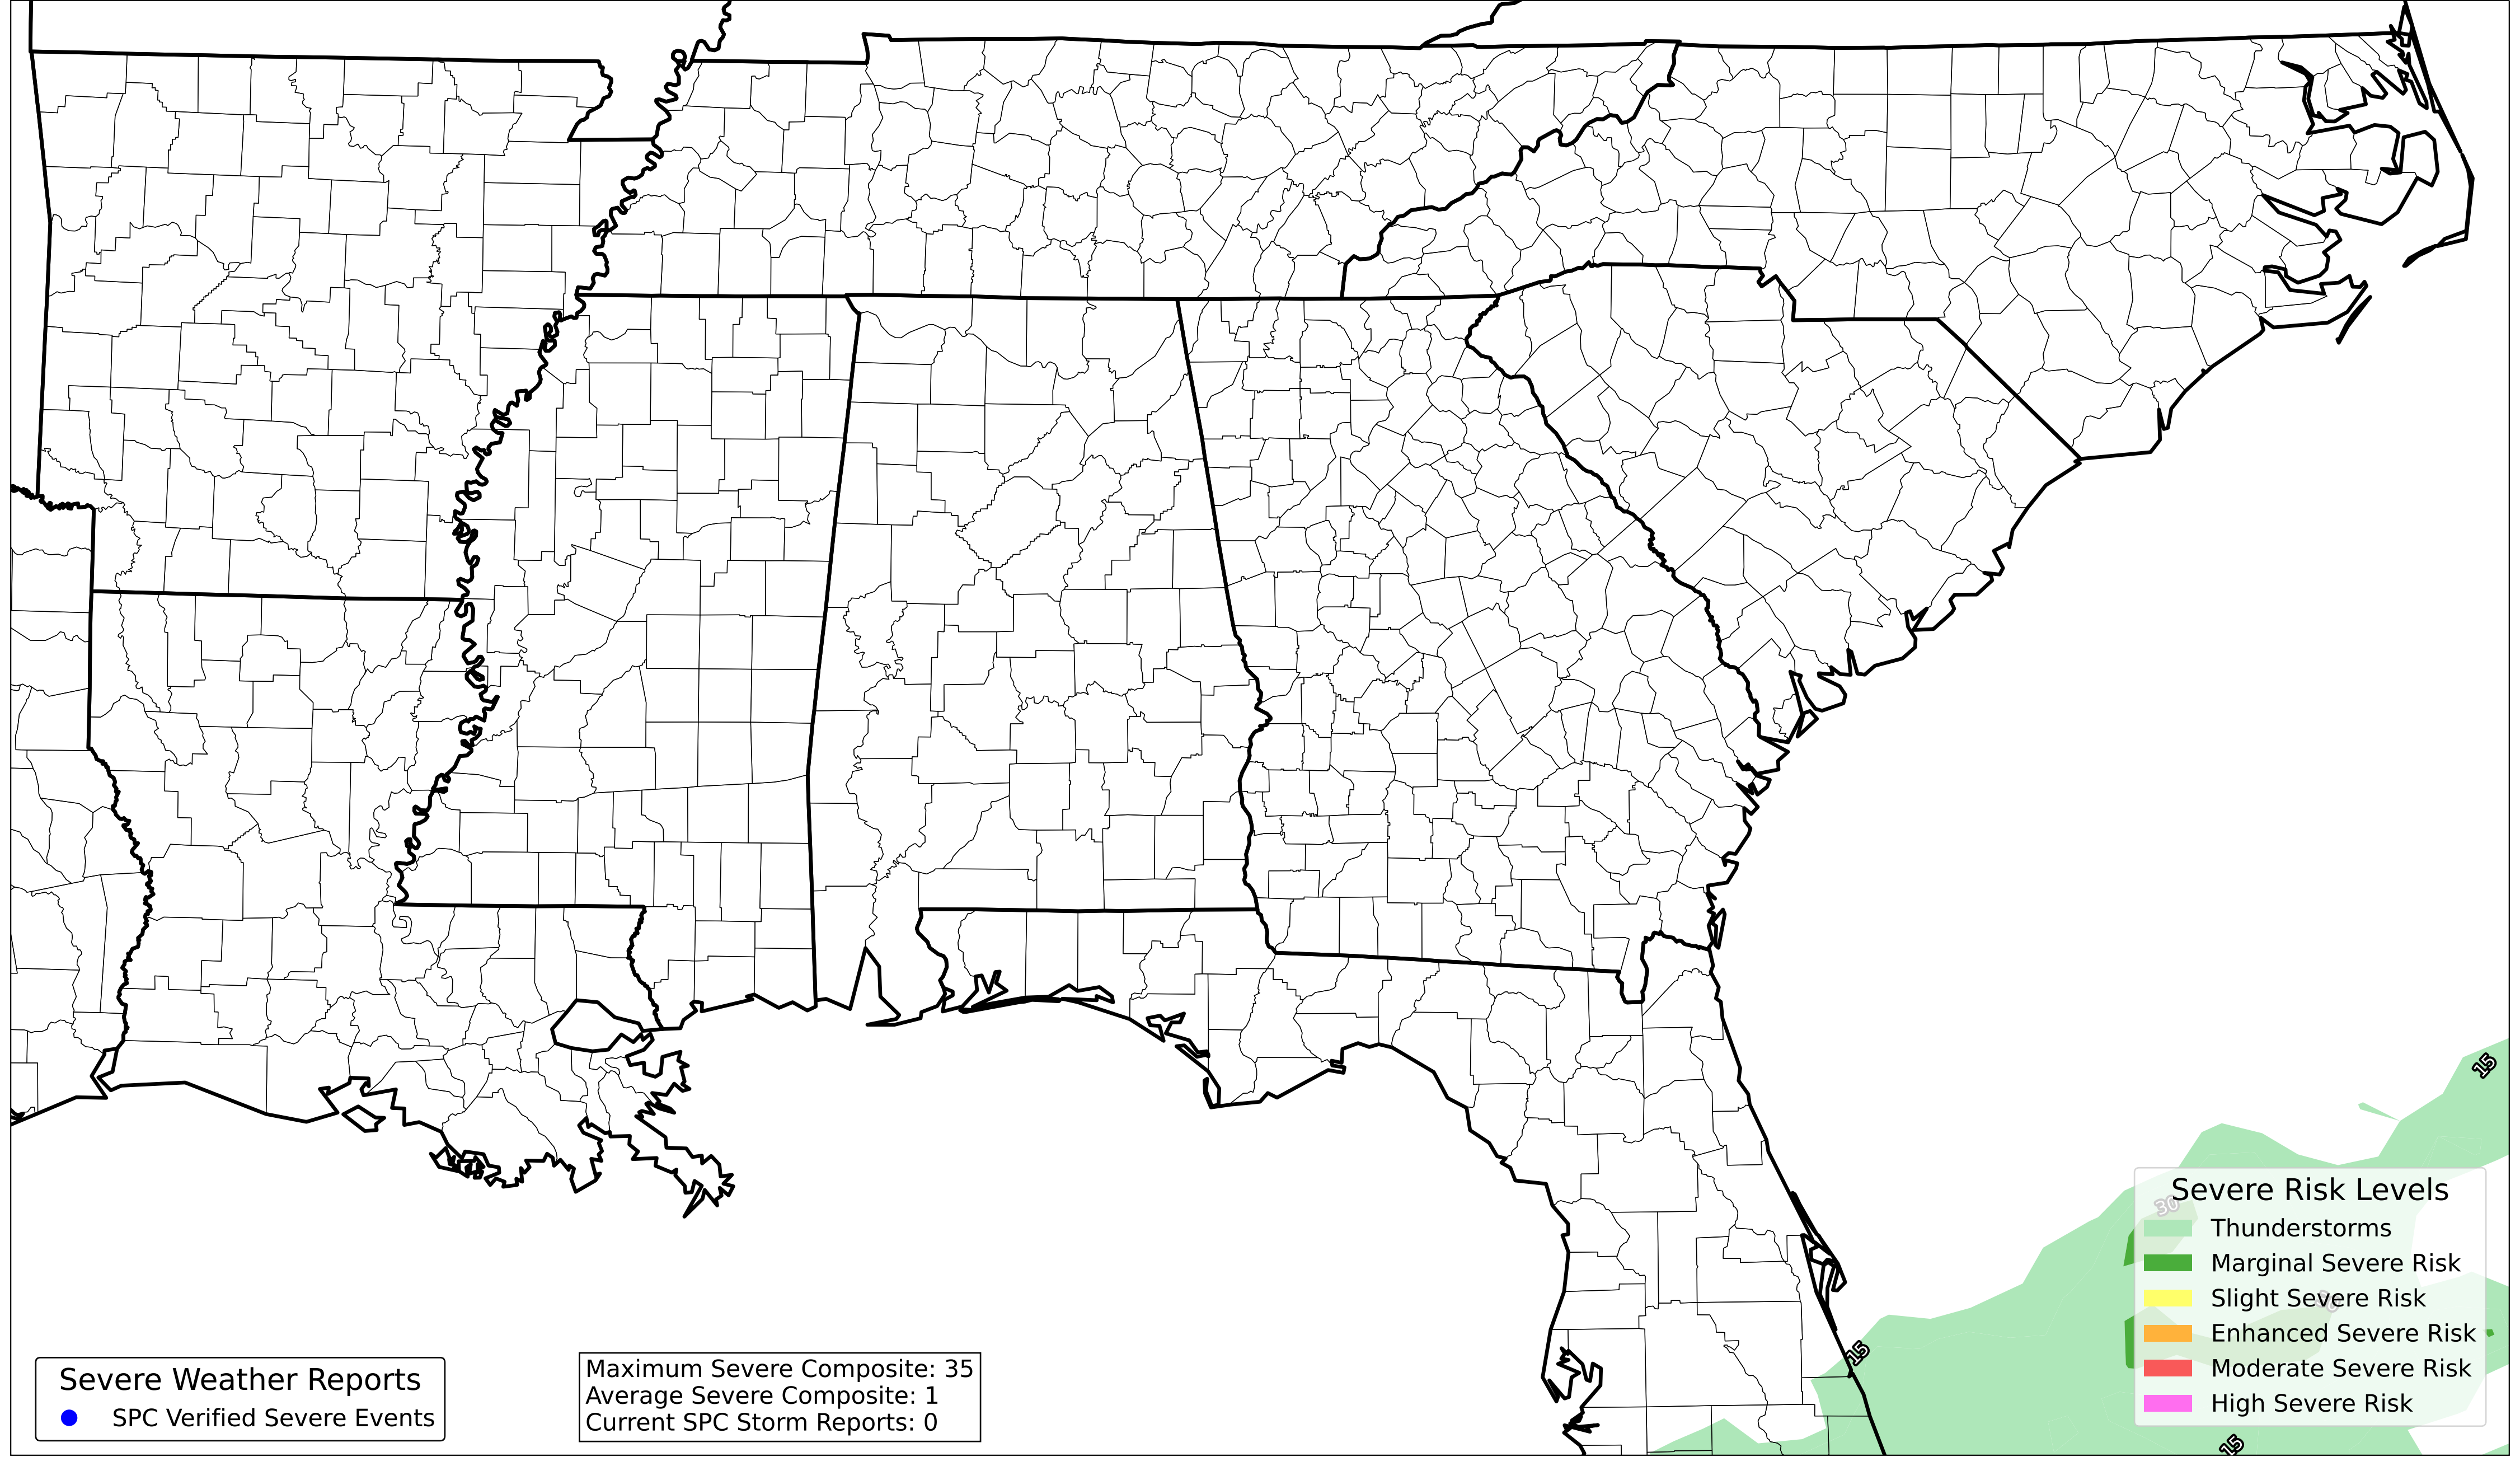 15
30
Severe Risk Levels
Thunderstorms
Marginal Severe Risk
Slight Severe Risk
Enhanced Severe Risk
Moderate Severe Risk
High Severe Risk
15
15
Severe Weather Reports
SPC Verified Severe Events
Maximum Severe Composite: 35
Average Severe Composite: 1
Current SPC Storm Reports: 0